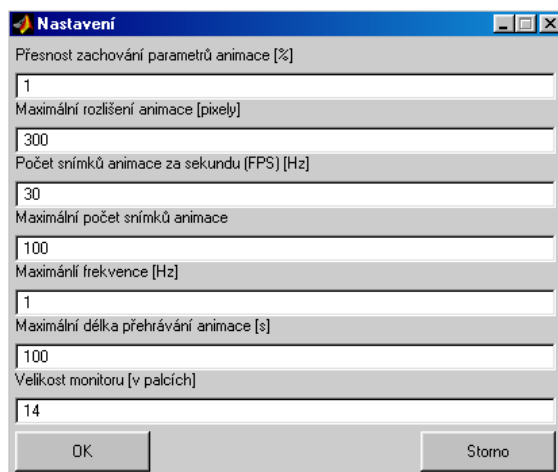 Nastavení
Přesnost zachování parametrů animace [%]
1
Maximální rozlišení animace [pixely]
300
Počet snímků animace za sekundu (FPS) [Hz]
30
Maximální počet snímků animace
100
Maximánlí frekvence [Hz]
1
Maximální délka přehrávání animace [s]
100
Velikost monitoru [v palcích]
14
OK Storno